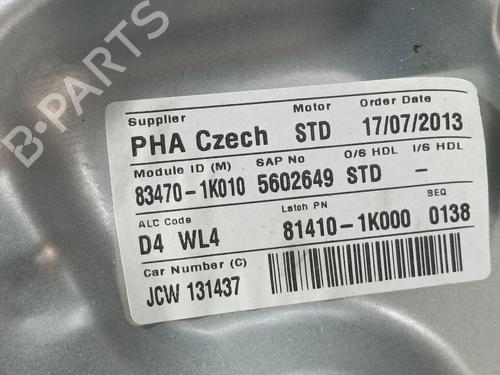 B-PARTS
Supplier Motor Order Date
PHA Czech STD 17/07/2013
Module ID (M) SAP No O/S HDL I/S HDL
83470-1K010 5602649 STD -
ALC Code Latch PN SEQ
D4 WL4 81410-1K000 0138
Car Number (C)
JCW 131437